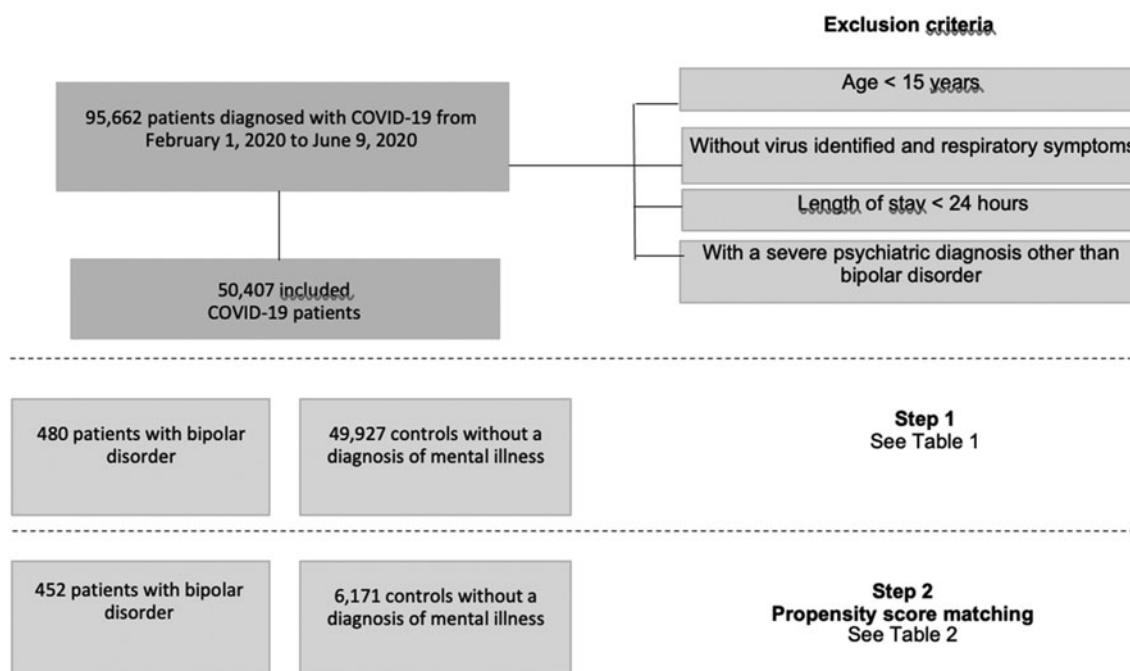 Exclusion criteria
Age < 15 years
95,662 patients diagnosed with COVID-19 from
February 1, 2020 to June 9, 2020
Without virus identified and respiratory symptoms
Length of stay < 24 hours
With a severe psychiatric diagnosis other than
bipolar disorder
50,407 included
COVID-19 patients
480 patients with bipolar
disorder
49,927 controls without a
diagnosis of mental illness
Step 1
See Table 1
452 patients with bipolar
disorder
6,171 controls without a
diagnosis of mental illness
Step 2
Propensity score matching
See Table 2